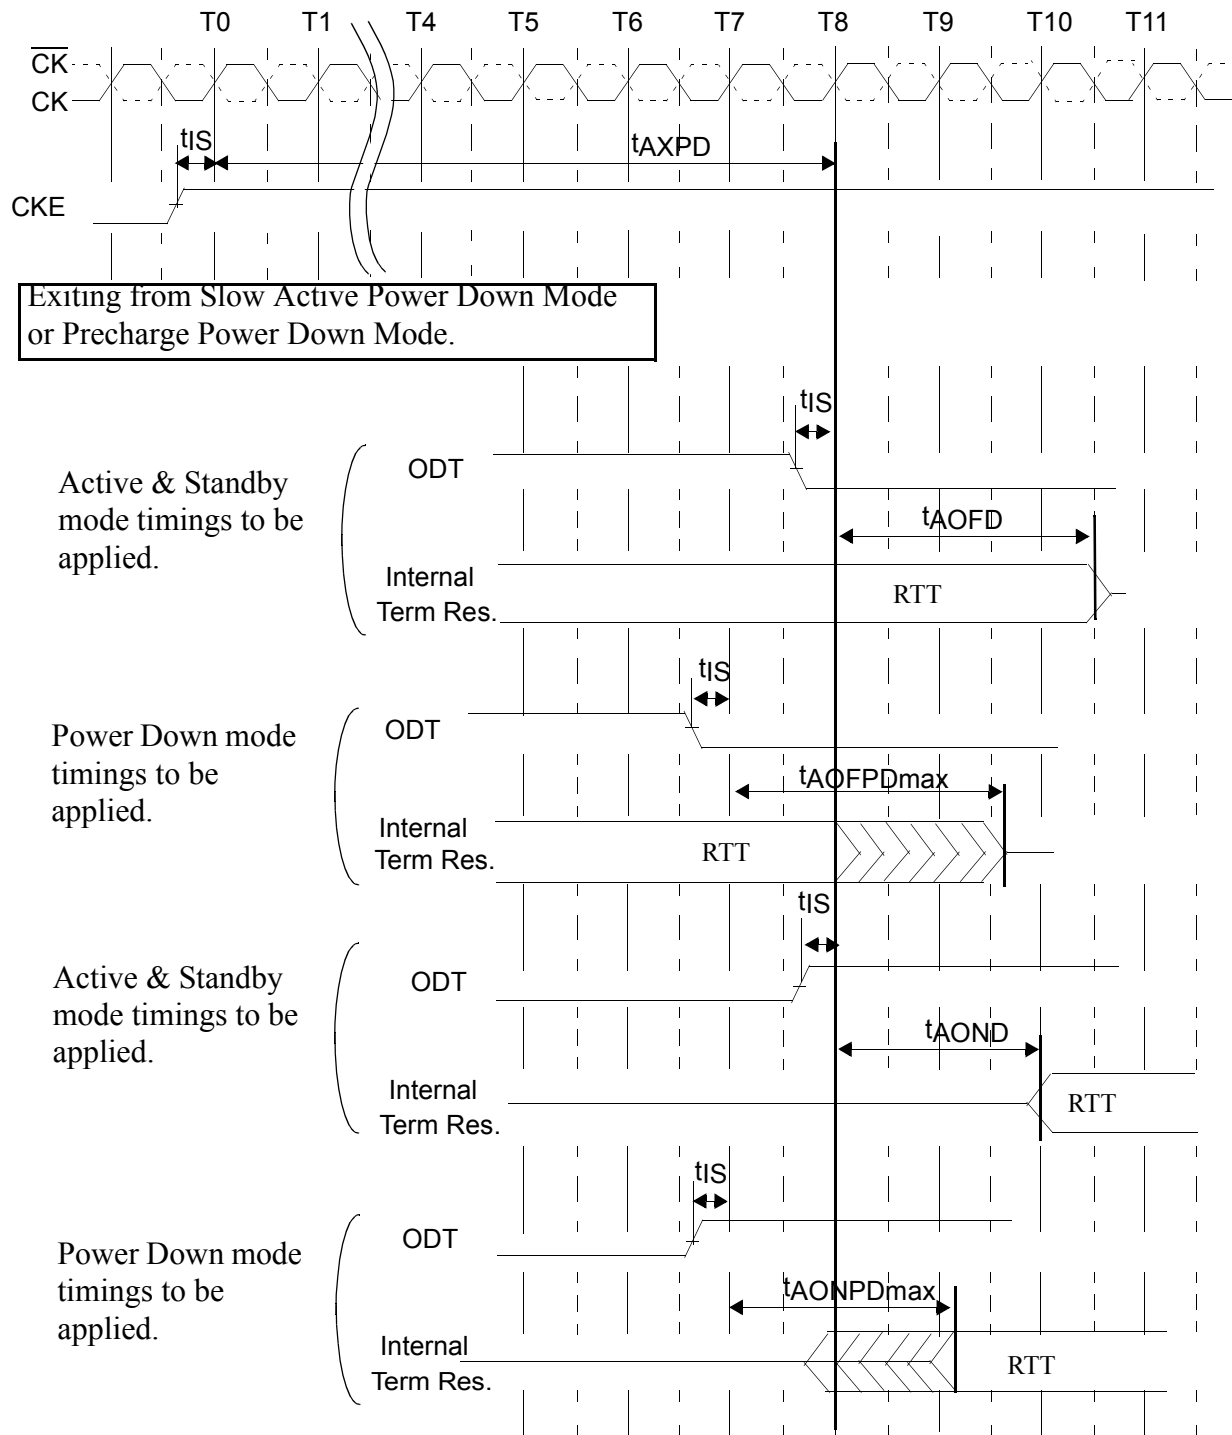 T0 T1 T4 T5 T6 T7 T8 T9 T10 T11
CK
CK
tIS
tAXPD
CKE
Exiting from Slow Active Power Down Mode
or Precharge Power Down Mode.
tIS
ODT
Active & Standby
mode timings to be
applied.
tAOFD
Internal
Term Res.
RTT
tIS
ODT
Power Down mode
timings to be
applied.
tAOFPDmax
Internal
Term Res.
RTT
tIS
ODT
Active & Standby
mode timings to be
applied.
tAOND
Internal
Term Res.
RTT
tIS
ODT
Power Down mode
timings to be
applied.
tAONPDmax
Internal
Term Res.
RTT